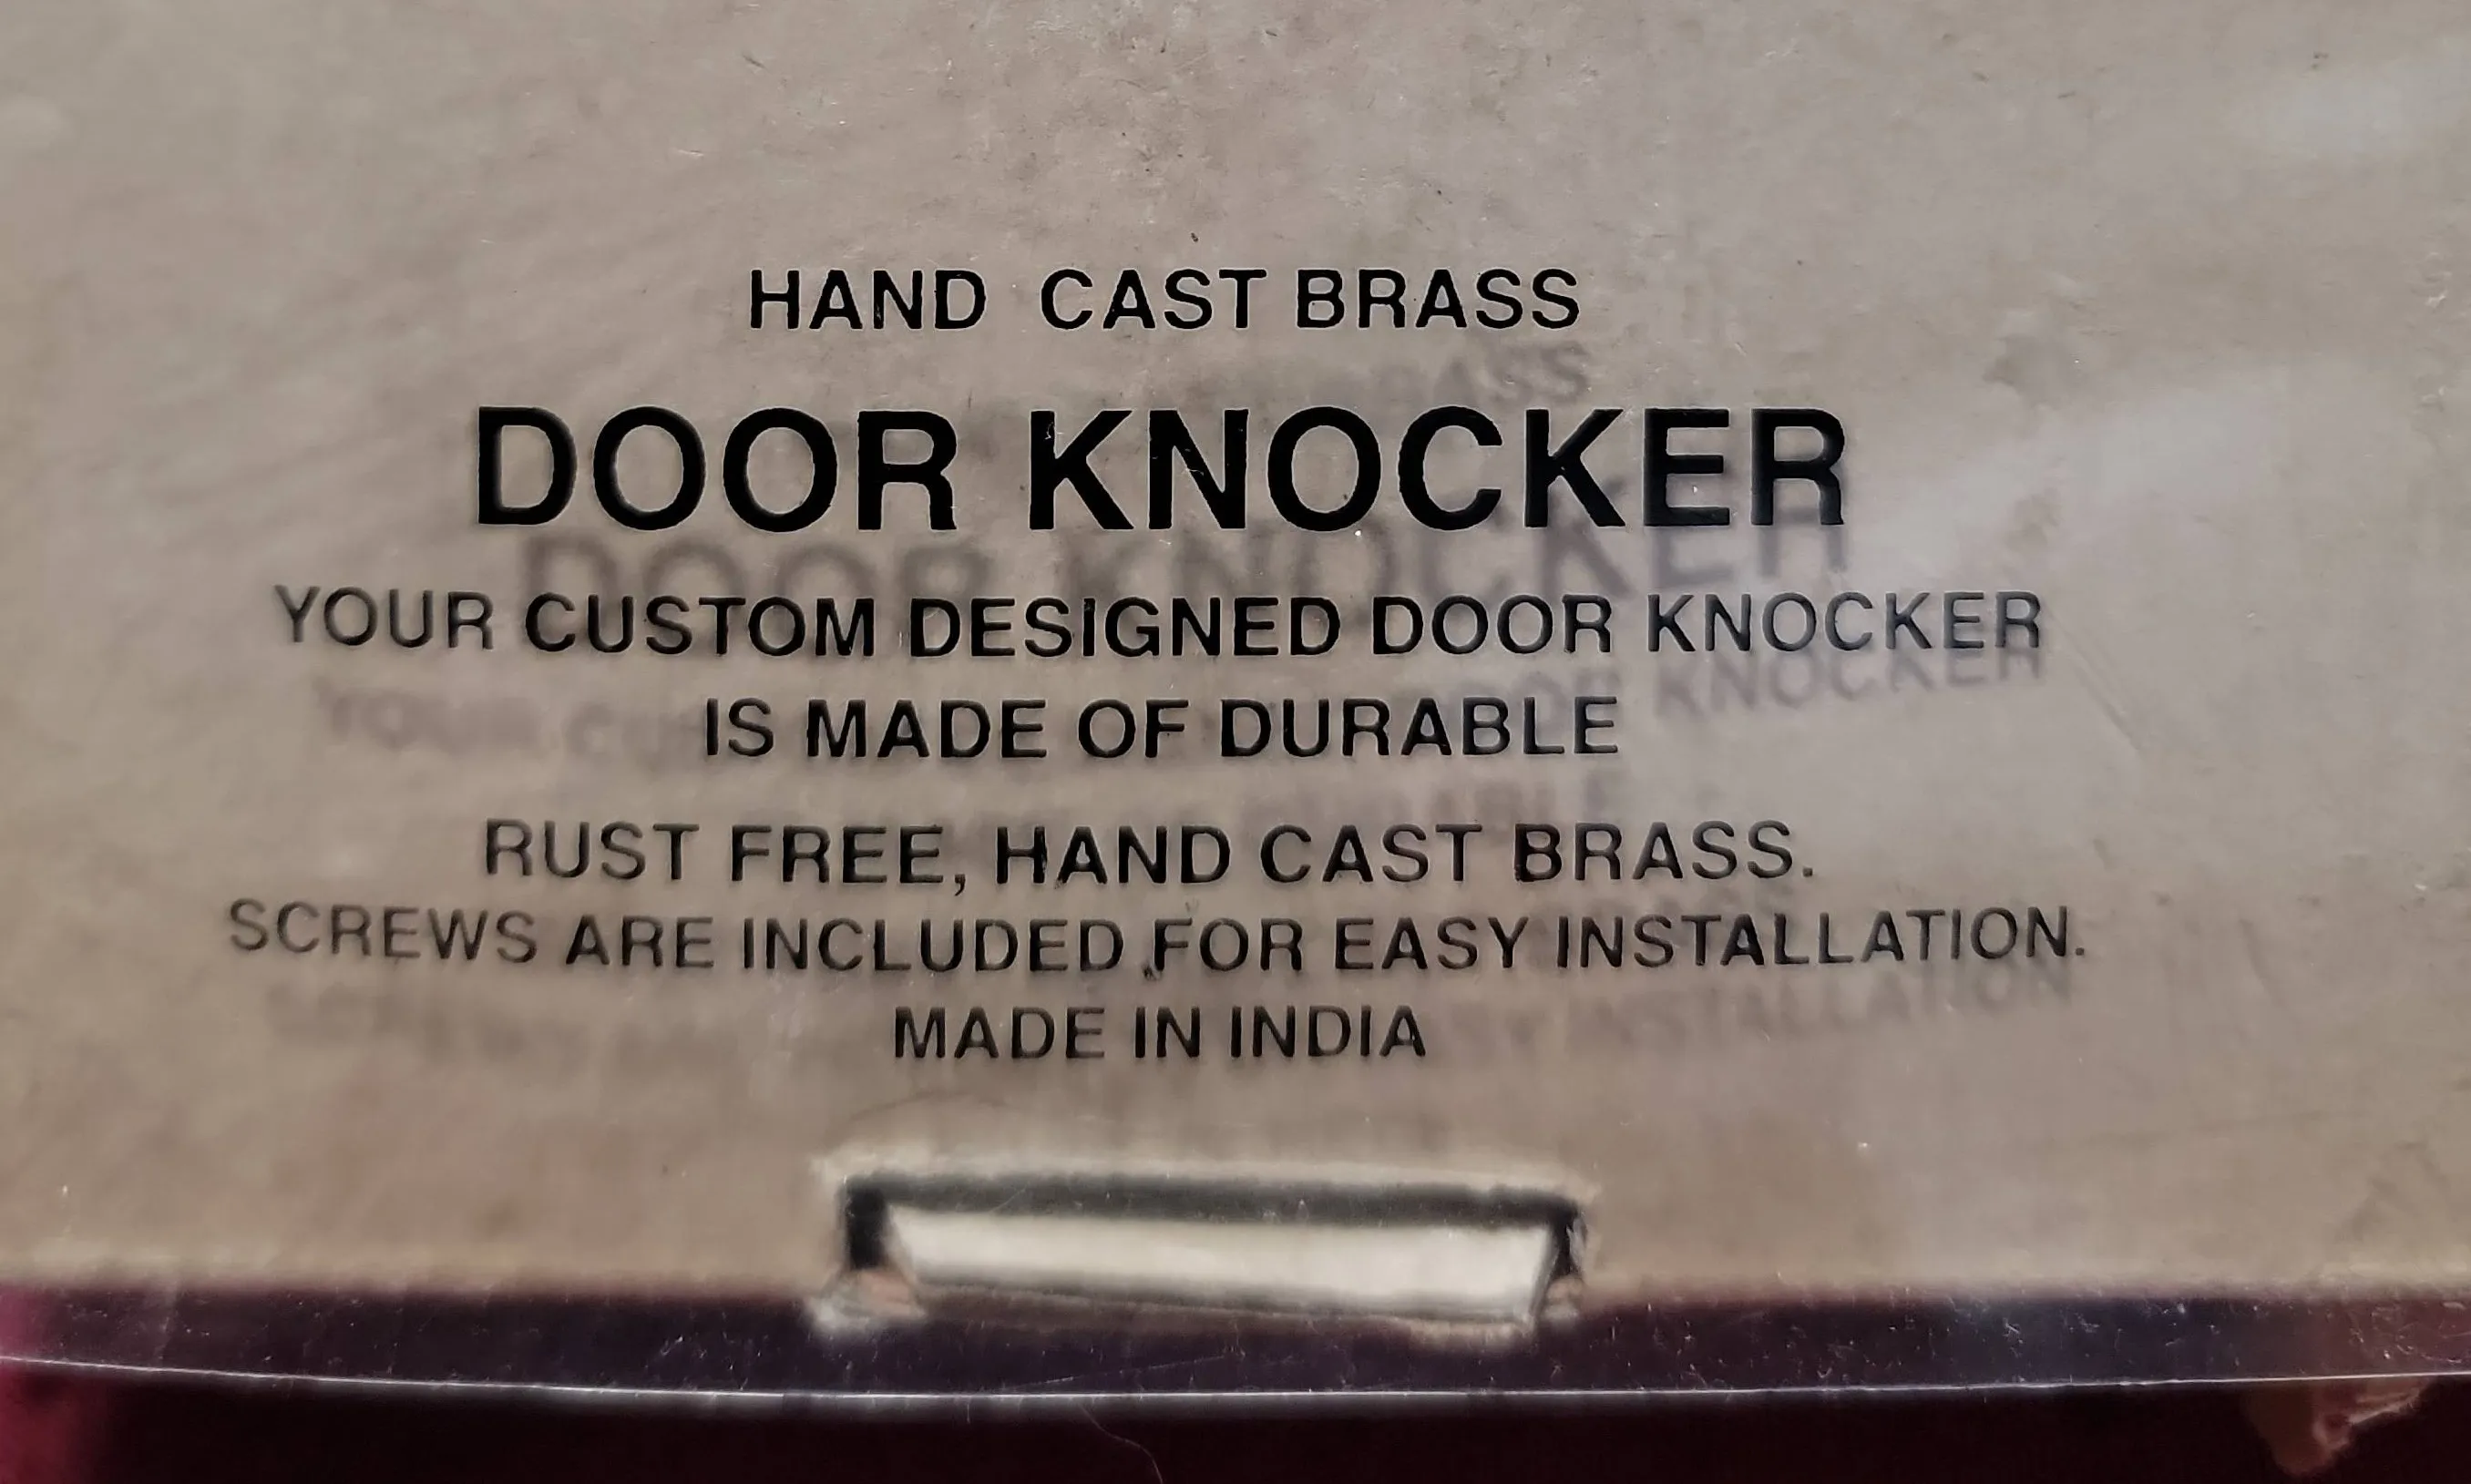 HAND CAST BRASS
DOOR KNOCKER
YOUR CUSTOM DESIGNED DOOR KNOCKER
IS MADE OF DURABLE
RUST FREE, HAND CAST BRASS.
SCREWS ARE INCLUDED FOR EASY INSTALLATION.
MADE IN INDIA